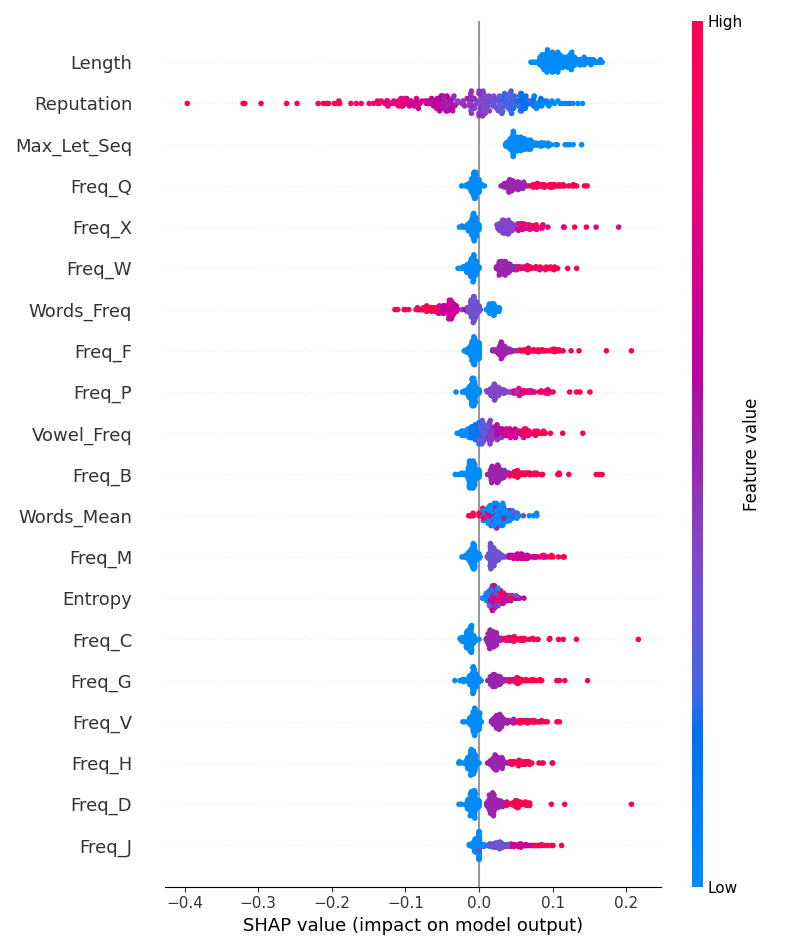 High
Length
Reputation
Max_Let_Seq
Freq_Q
Freq_X
Freq_W
Words_Freq
Freq_F
Freq_P
Vowel_Freq
Freq_B
Words_Mean
Freq_M
Entropy
Freq_C
Freq_G
Freq_V
Freq_H
Freq_D
Freq_J
Feature value
Low
−0.4 −0.3 −0.2 −0.1 0.0 0.1 0.2
SHAP value (impact on model output)